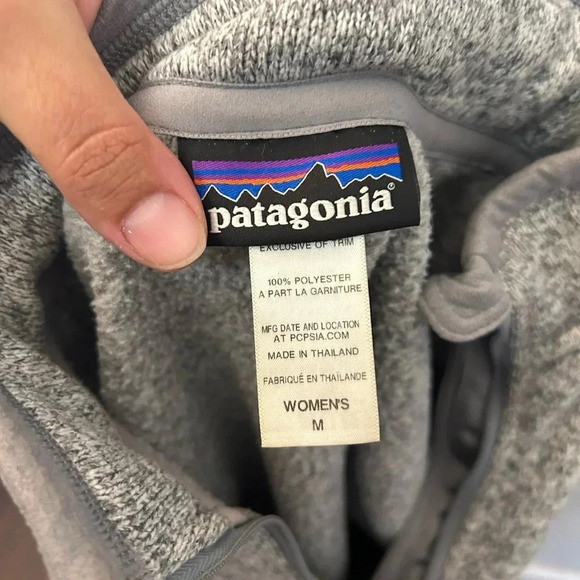 patagonia®
EXCLUSIVE OF TRIM
100% POLYESTER
A PART LA GARNITURE
MFG DATE AND LOCATION
AT PCPSIA.COM
MADE IN THAILAND
FABRIQUÉ EN THAÏLANDE
WOMEN'S
M